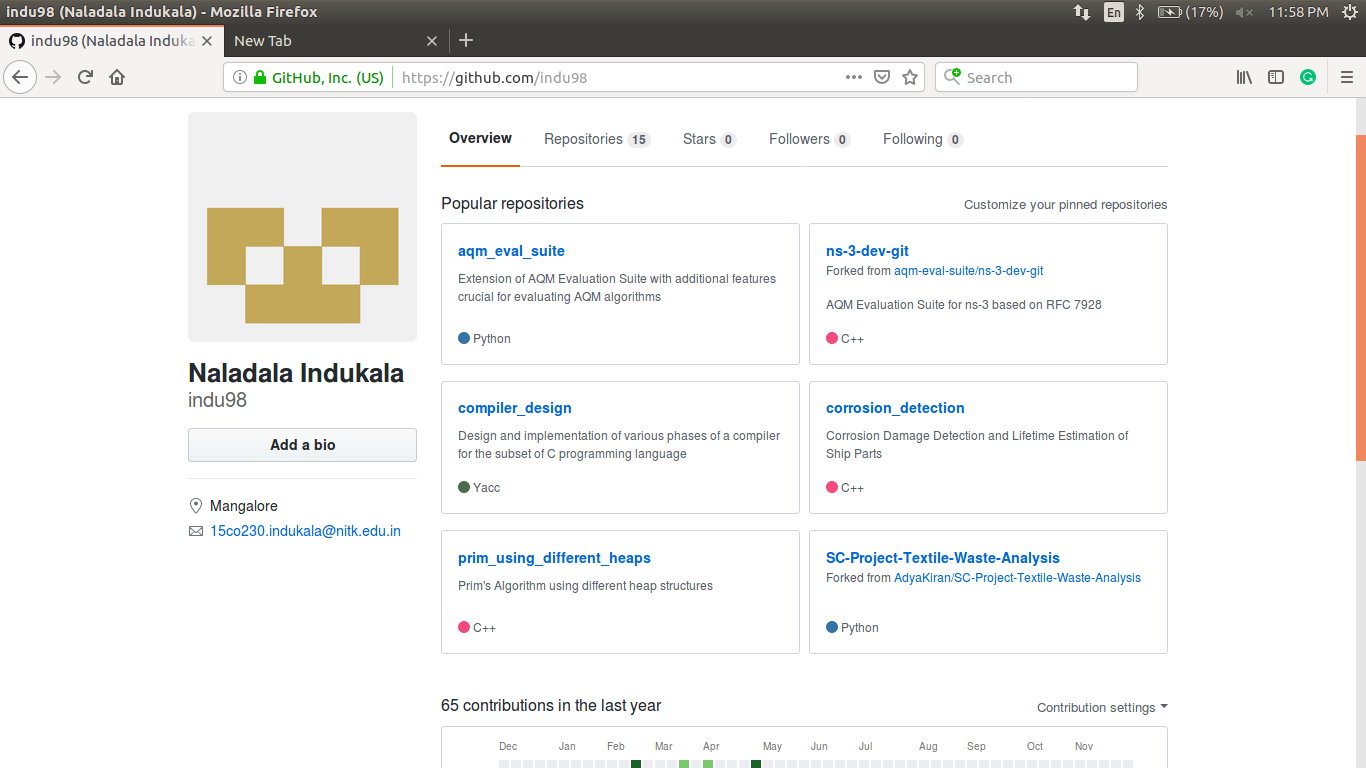 indu98 (Naladala Indukala) - Mozilla Firefox
En (17%) 11:58 PM
indu98 (Naladala Induka
New Tab
GitHub, Inc. (US) https://github.com/indu98
Search
Overview Repositories 15 Stars 0 Followers 0 Following 0
Popular repositories
Customize your pinned repositories
aqm_eval_suite
Extension of AQM Evaluation Suite with additional features
crucial for evaluating AQM algorithms
Python
ns-3-dev-git
Forked from aqm-eval-suite/ns-3-dev-git
AQM Evaluation Suite for ns-3 based on RFC 7928
C++
Naladala Indukala
indu98
Add a bio
Mangalore
15co230.indukala@nitk.edu.in
compiler_design
Design and implementation of various phases of a compiler
for the subset of C programming language
Yacc
corrosion_detection
Corrosion Damage Detection and Lifetime Estimation of
Ship Parts
C++
prim_using_different_heaps
Prim's Algorithm using different heap structures
C++
SC-Project-Textile-Waste-Analysis
Forked from AdyaKiran/SC-Project-Textile-Waste-Analysis
Python
65 contributions in the last year
Contribution settings
Dec Jan Feb Mar Apr May Jun Jul Aug Sep Oct Nov